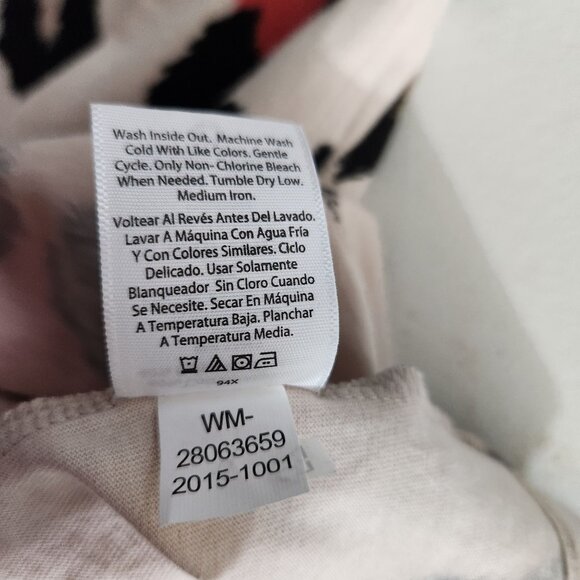 Wash Inside Out. Machine Wash
Cold With Like Colors. Gentle
Cycle. Only Non- Chlorine Bleach
When Needed. Tumble Dry Low.
Medium Iron.
Voltear Al Revés Antes Del Lavado.
Lavar A Máquina Con Agua Fría
Y Con Colores Similares. Ciclo
Delicado. Usar Solamente
Blanqueador Sin Cloro Cuando
Se Necesite. Secar En Máquina
A Temperatura Baja. Planchar
A Temperatura Media.
94X
WM-
28063659
2015-1001